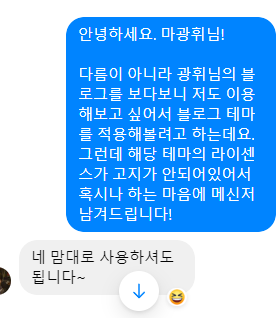 안녕하세요. 마광휘님!
다름이 아니라 광휘님의 블
로그를 보다보니 저도 이용
해보고 싶어서 블로그 테마
를 적용해볼려고 하는데요.
그런데 해당 테마의 라이센
스가 고지가 안되어있어서
혹시나 하는 마음에 메신저
남겨드립니다!
네 맘대로 사용하셔도
됩니다~